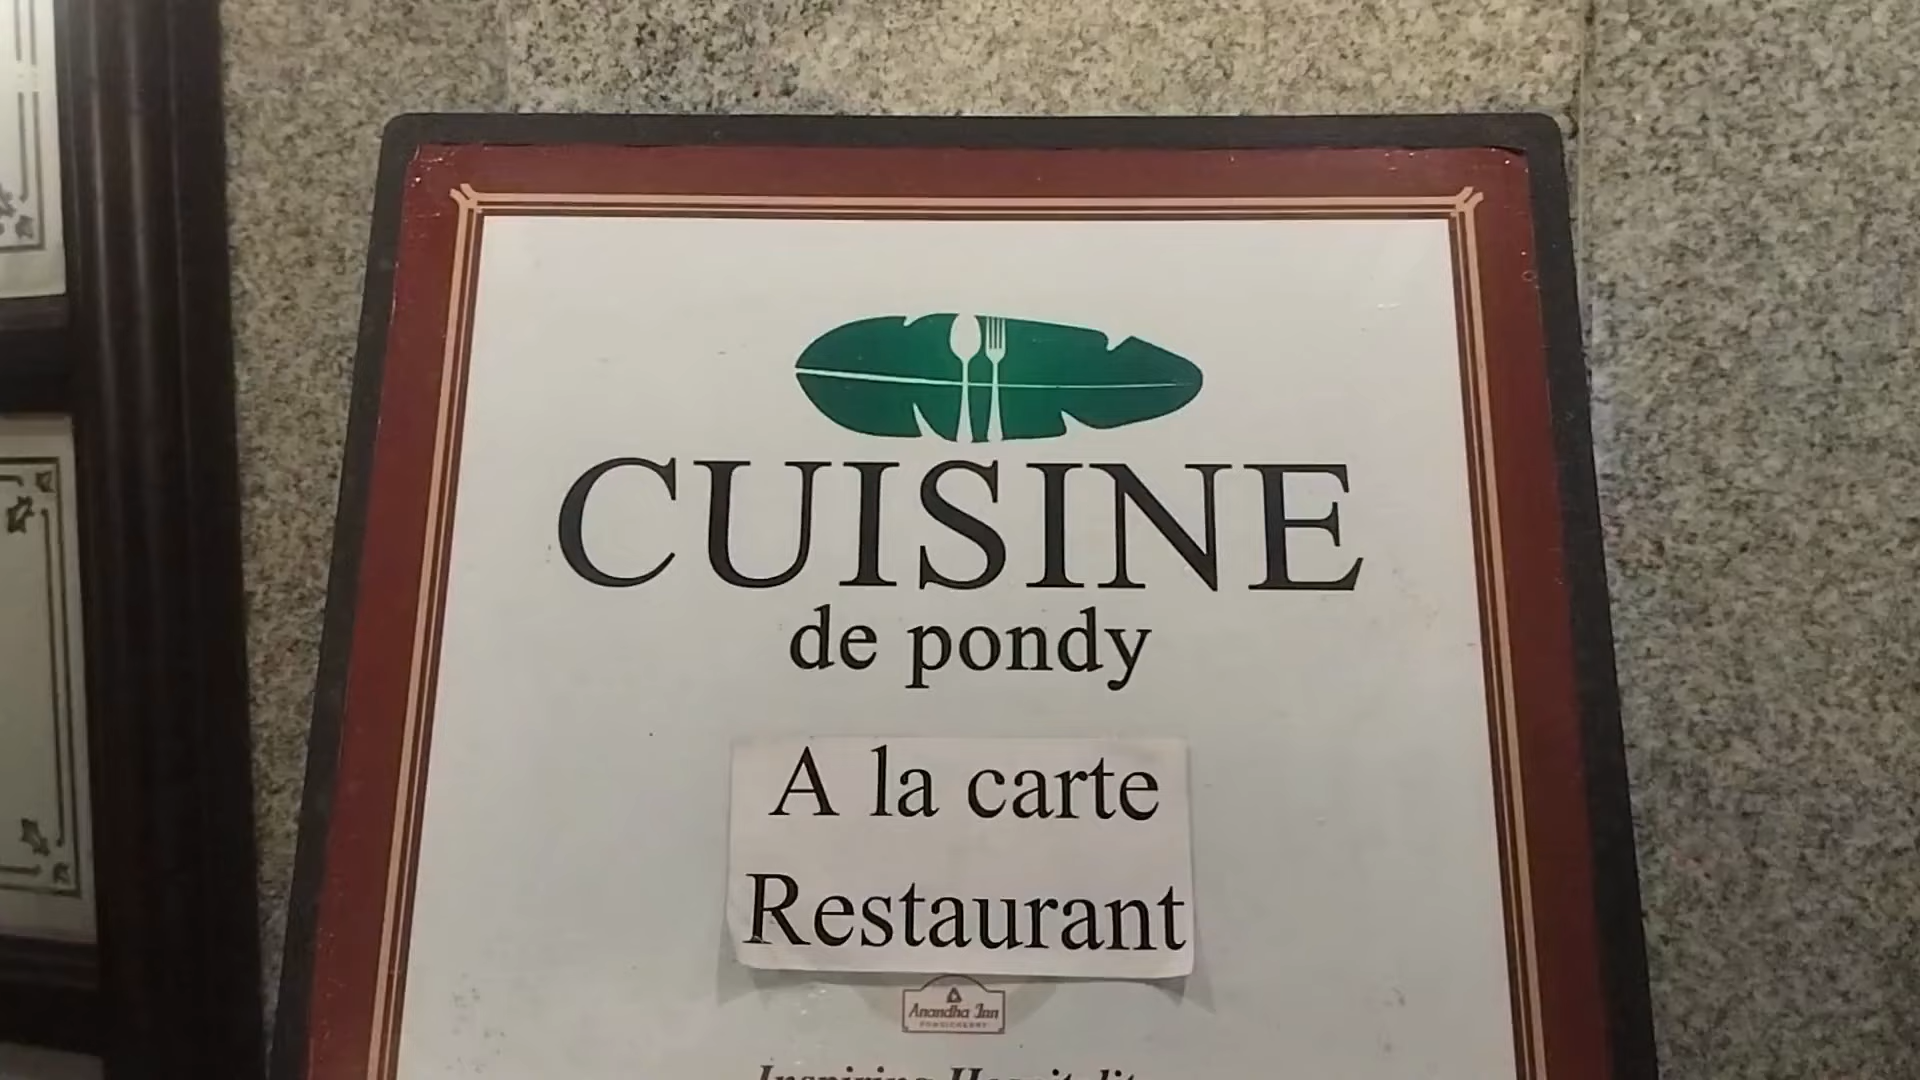 CUISINE
de pondy
A la carte
Restaurant
Anandha Inn
PONDICHERRY
Inspiring Hospitality